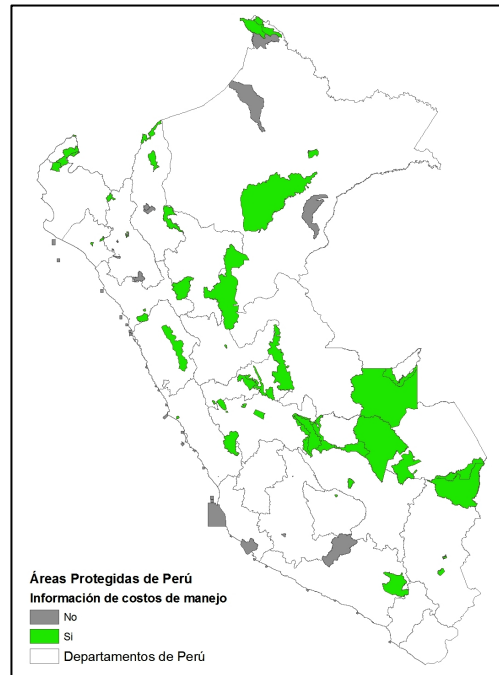 Áreas Protegidas de Perú
Información de costos de manejo
No
Si
Departamentos de Perú